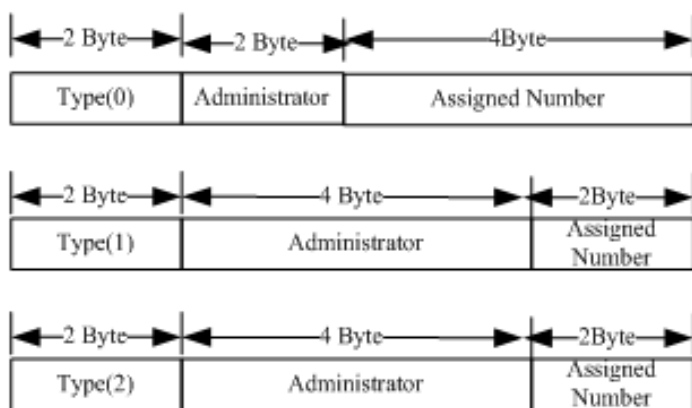 2 Byte 2 Byte 4Byte
Type(0) Administrator Assigned Number
2 Byte 4 Byte 2Byte
Type(1) Administrator Assigned
Number
2 Byte 4 Byte 2Byte
Type(2) Administrator Assigned
Number